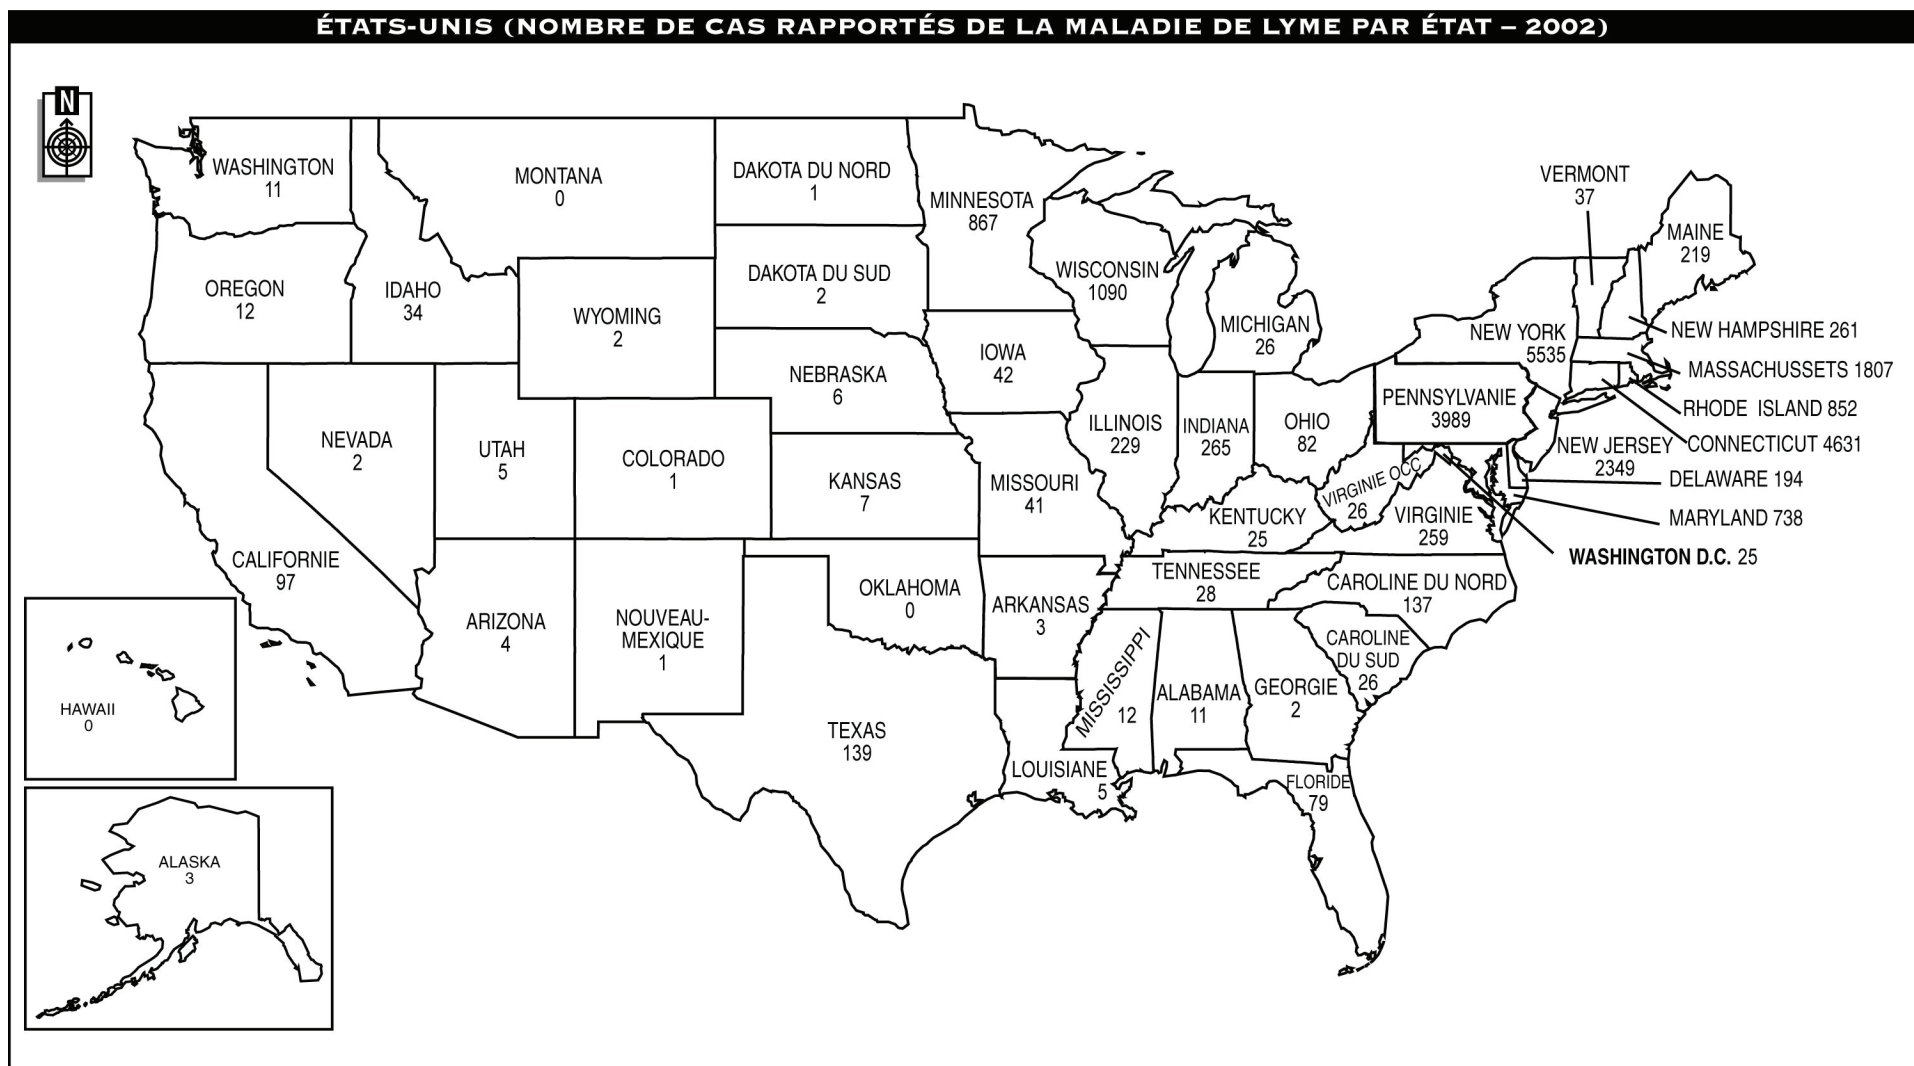 ÉTATS-UNIS (NOMBRE DE CAS RAPPORTÉS DE LA MALADIE DE LYME PAR ÉTAT – 2002)
N
WASHINGTON
11
MONTANA
0
DAKOTA DU NORD
1
MINNESOTA
867
VERMONT
37
MAINE
219
OREGON
12
IDAHO
34
WYOMING
2
DAKOTA DU SUD
2
WISCONSIN
1090
MICHIGAN
26
NEW YORK
5535
NEW HAMPSHIRE 261
MASSACHUSSETS 1807
RHODE ISLAND 852
CONNECTICUT 4631
NEW JERSEY
2349
DELAWARE 194
MARYLAND 738
WASHINGTON D.C. 25
NEBRASKA
6
IOWA
42
ILLINOIS
229
INDIANA
265
OHIO
82
PENNSYLVANIE
3989
NEVADA
2
UTAH
5
COLORADO
1
KANSAS
7
MISSOURI
41
KENTUCKY
25
VIRGINIE OCC
26
VIRGINIE
259
CALIFORNIE
97
ARIZONA
4
NOUVEAU-
MEXIQUE
1
OKLAHOMA
0
ARKANSAS
3
TENNESSEE
28
CAROLINE DU NORD
137
CAROLINE
DU SUD
26
MISSISSIPPI
12
ALABAMA
11
GEORGIE
2
TEXAS
139
LOUISIANE
5
FLORIDE
79
HAWAII
0
ALASKA
3